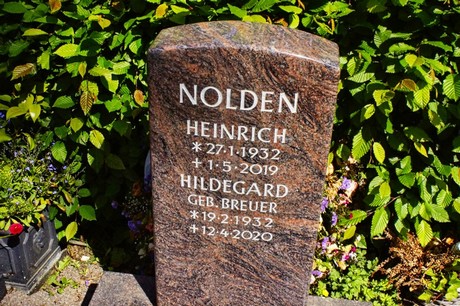 NOLDEN
HEINRICH
*27·1·1932
+1·5·2019
HILDEGARD
GEB. BREUER
*19·2·1932
+12·4·2020